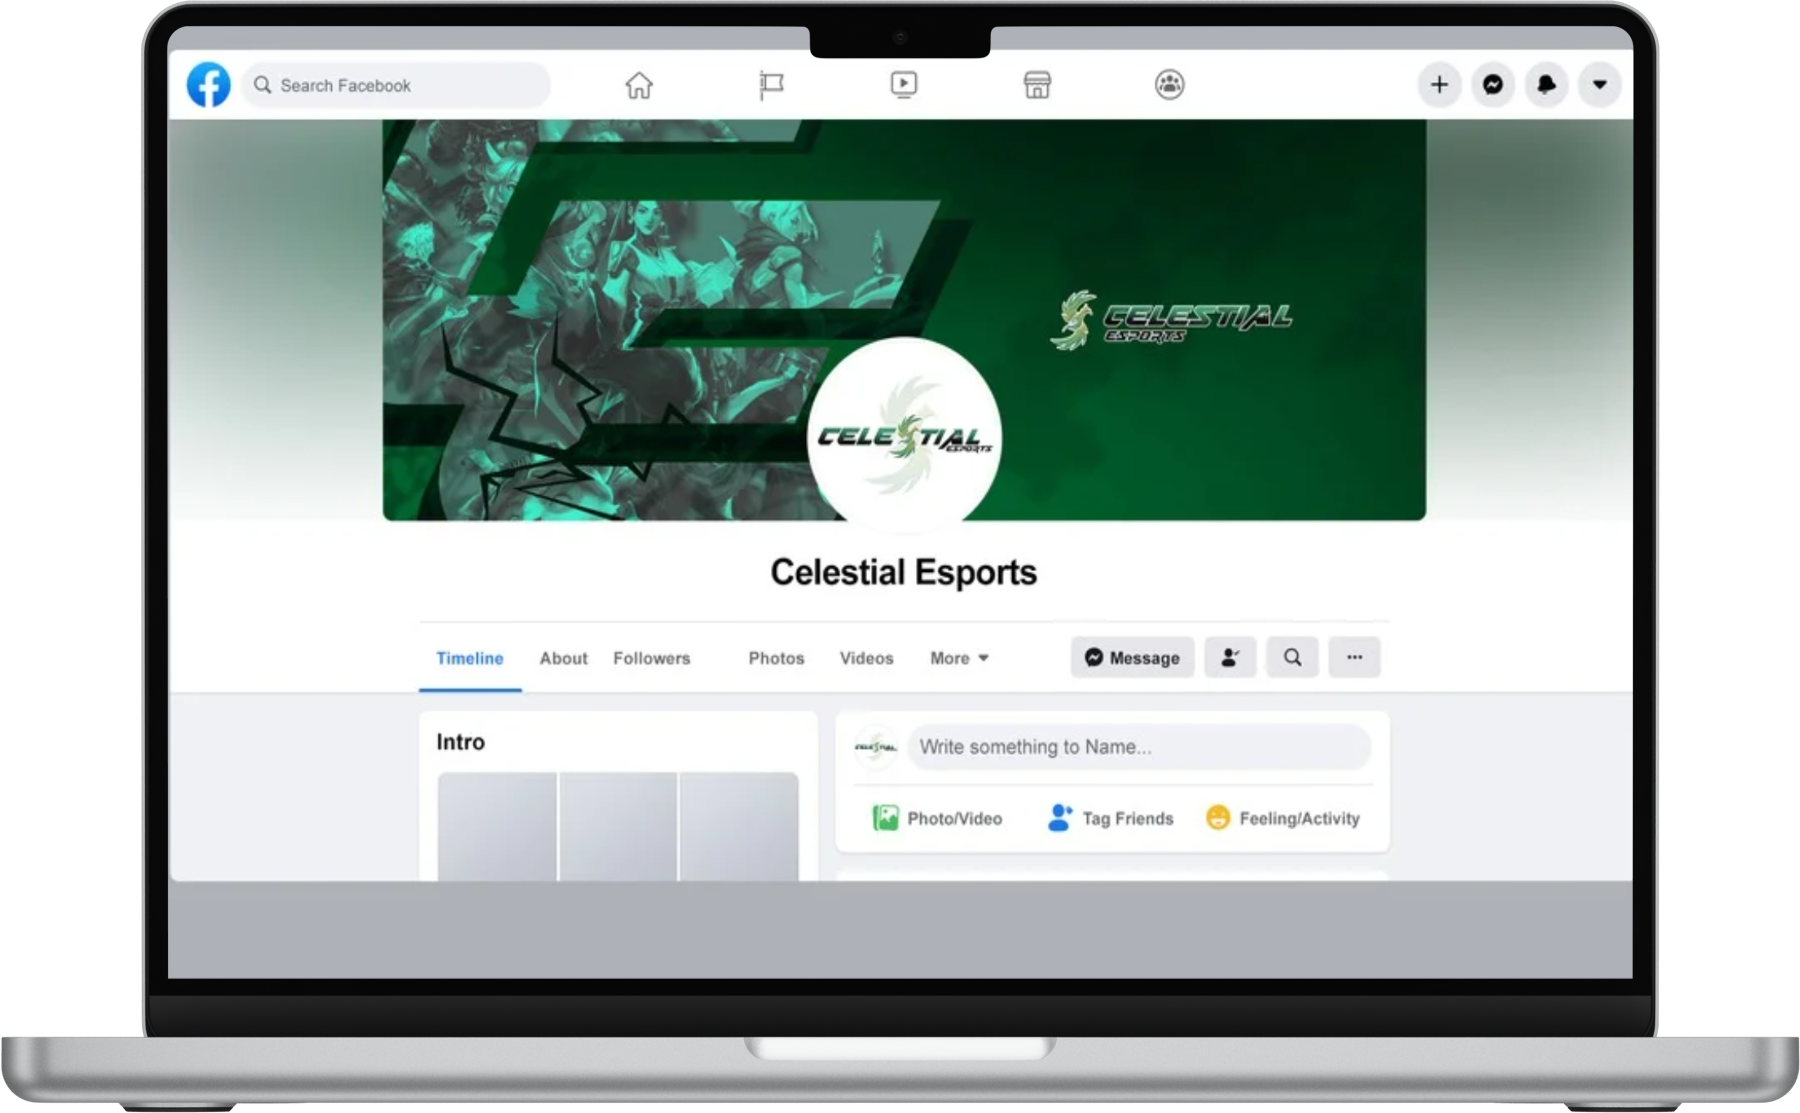 Search Facebook
CELESTIAL
ESPORTS
CELESTIAL
ESPORTS
Celestial Esports
Timeline
About
Followers
Photos
Videos
More
Message
Intro
CELESTIAL
Write something to Name...
Photo/Video
Tag Friends
Feeling/Activity